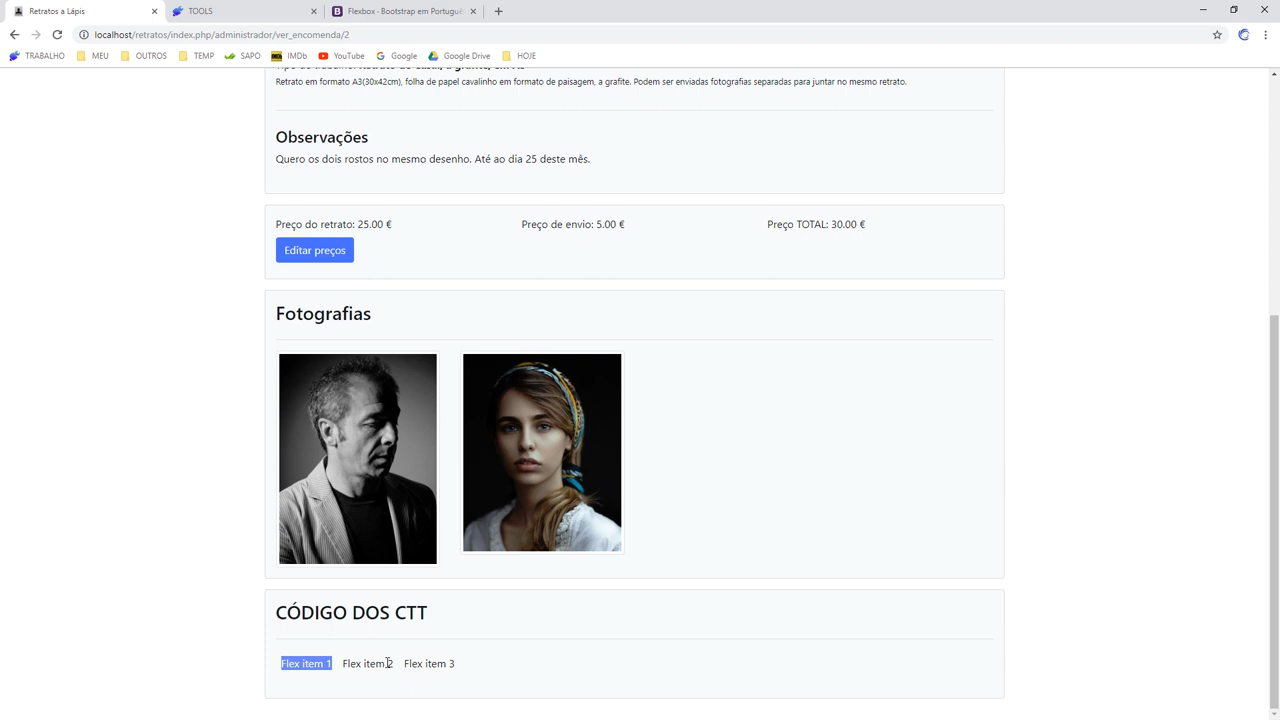 Retratos a Lápis
TOOLS
Flexbox · Bootstrap em Portugu
localhost/retratos/index.php/administrador/ver_encomenda/2
TRABALHO MEU OUTROS TEMP SAPO IMDb YouTube Google Google Drive HOJE
Retrato em formato A3(30x42cm), folha de papel cavalinho em formato de paisagem, a grafite. Podem ser enviadas fotografias separadas para juntar no mesmo retrato.
Observações
Quero os dois rostos no mesmo desenho. Até ao dia 25 deste mês.
Preço do retrato: 25.00 € Preço de envio: 5.00 € Preço TOTAL: 30.00 €
Editar preços
Fotografias
CÓDIGO DOS CTT
Flex item 1 Flex item 2 Flex item 3